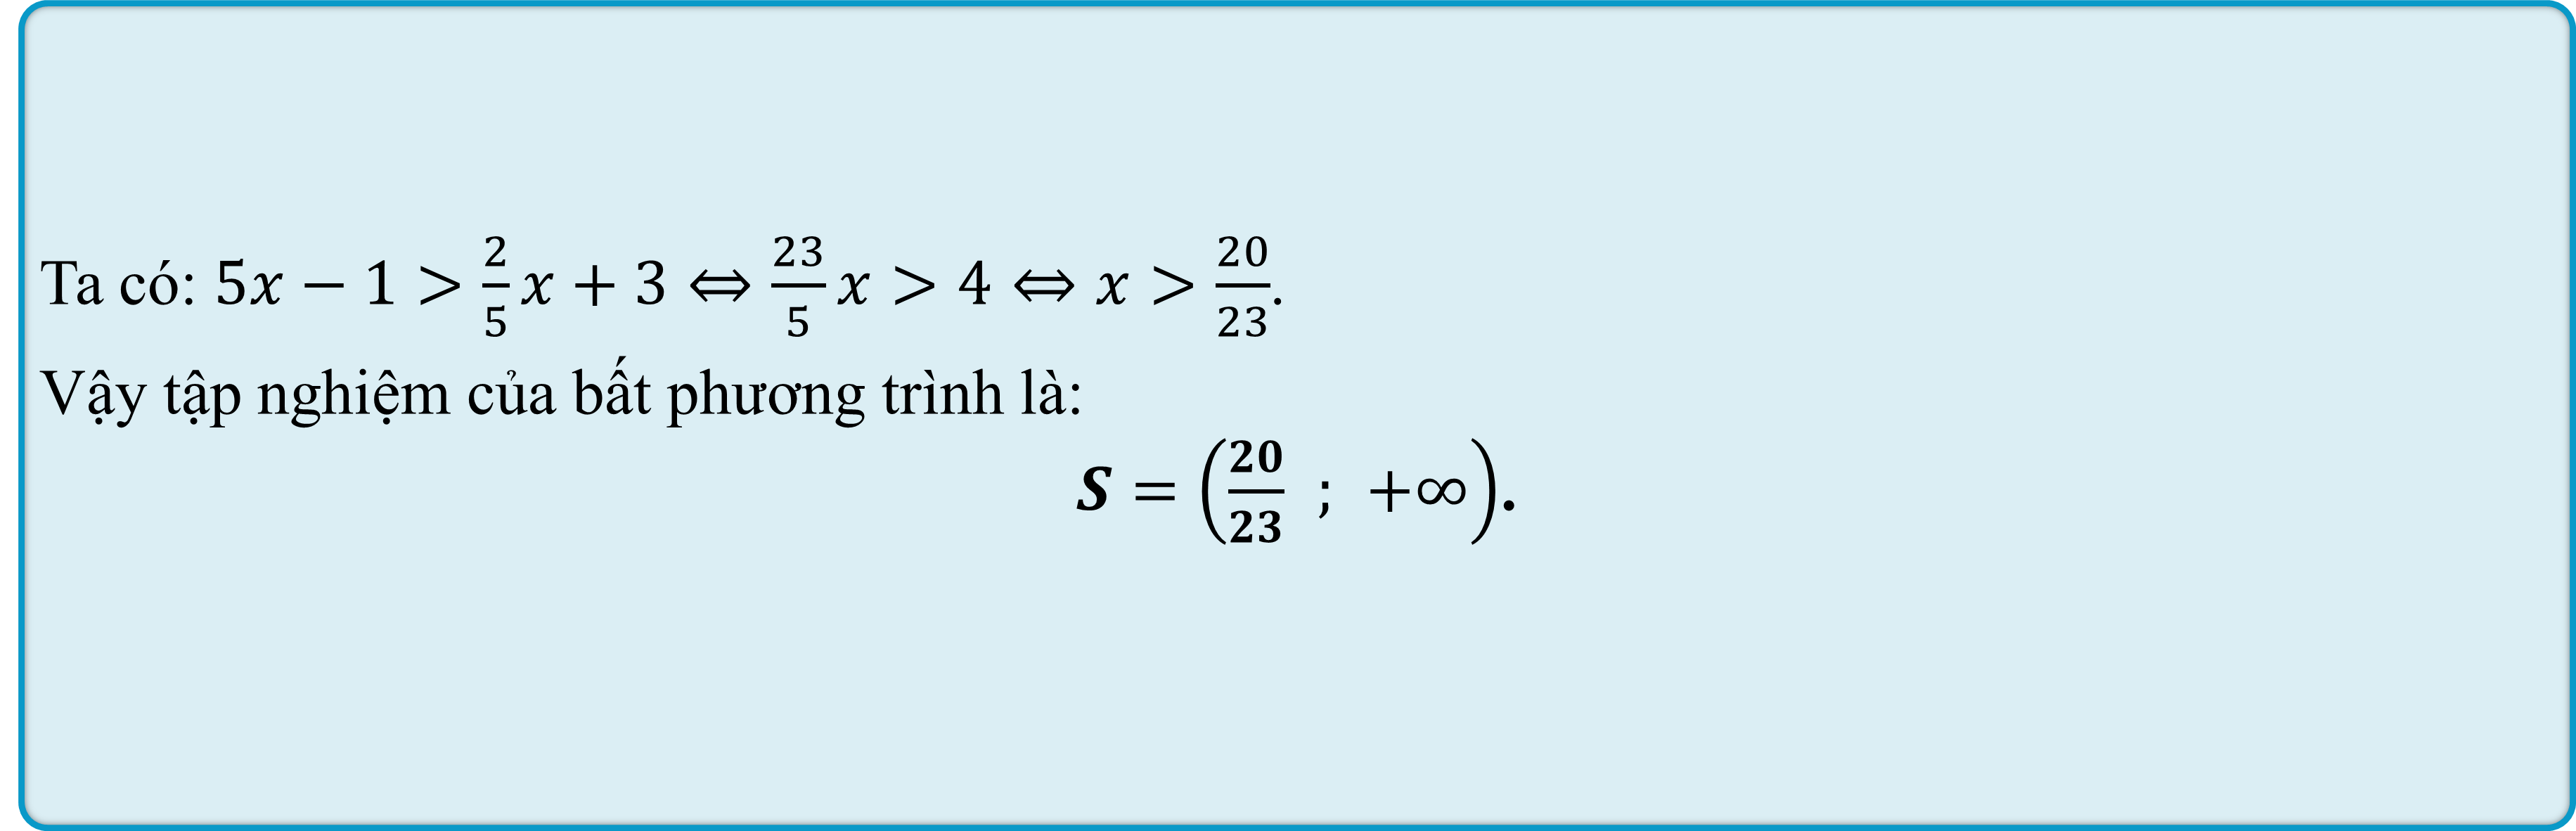 Ta có: 5x − 1 > 2/5 x + 3 ⇔ 23/5 x > 4 ⇔ x > 20/23.
Vậy tập nghiệm của bất phương trình là:
S = (20/23 ; +∞).